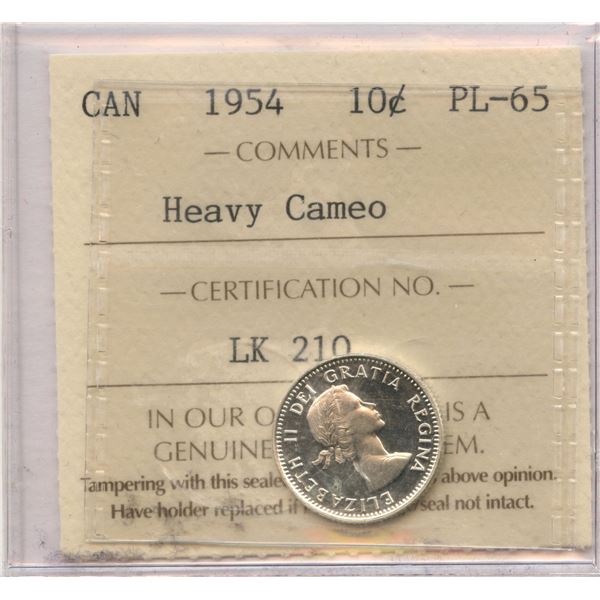 CAN 1954 10¢ PL-65
— COMMENTS —
Heavy Cameo
— CERTIFICATION NO. —
LK 210
IN OUR IS A
GENUINE EM.
Tampering with this seale above opinion.
Have holder replaced if seal not intact.
ELIZABETH II DEI GRATIA REGINA